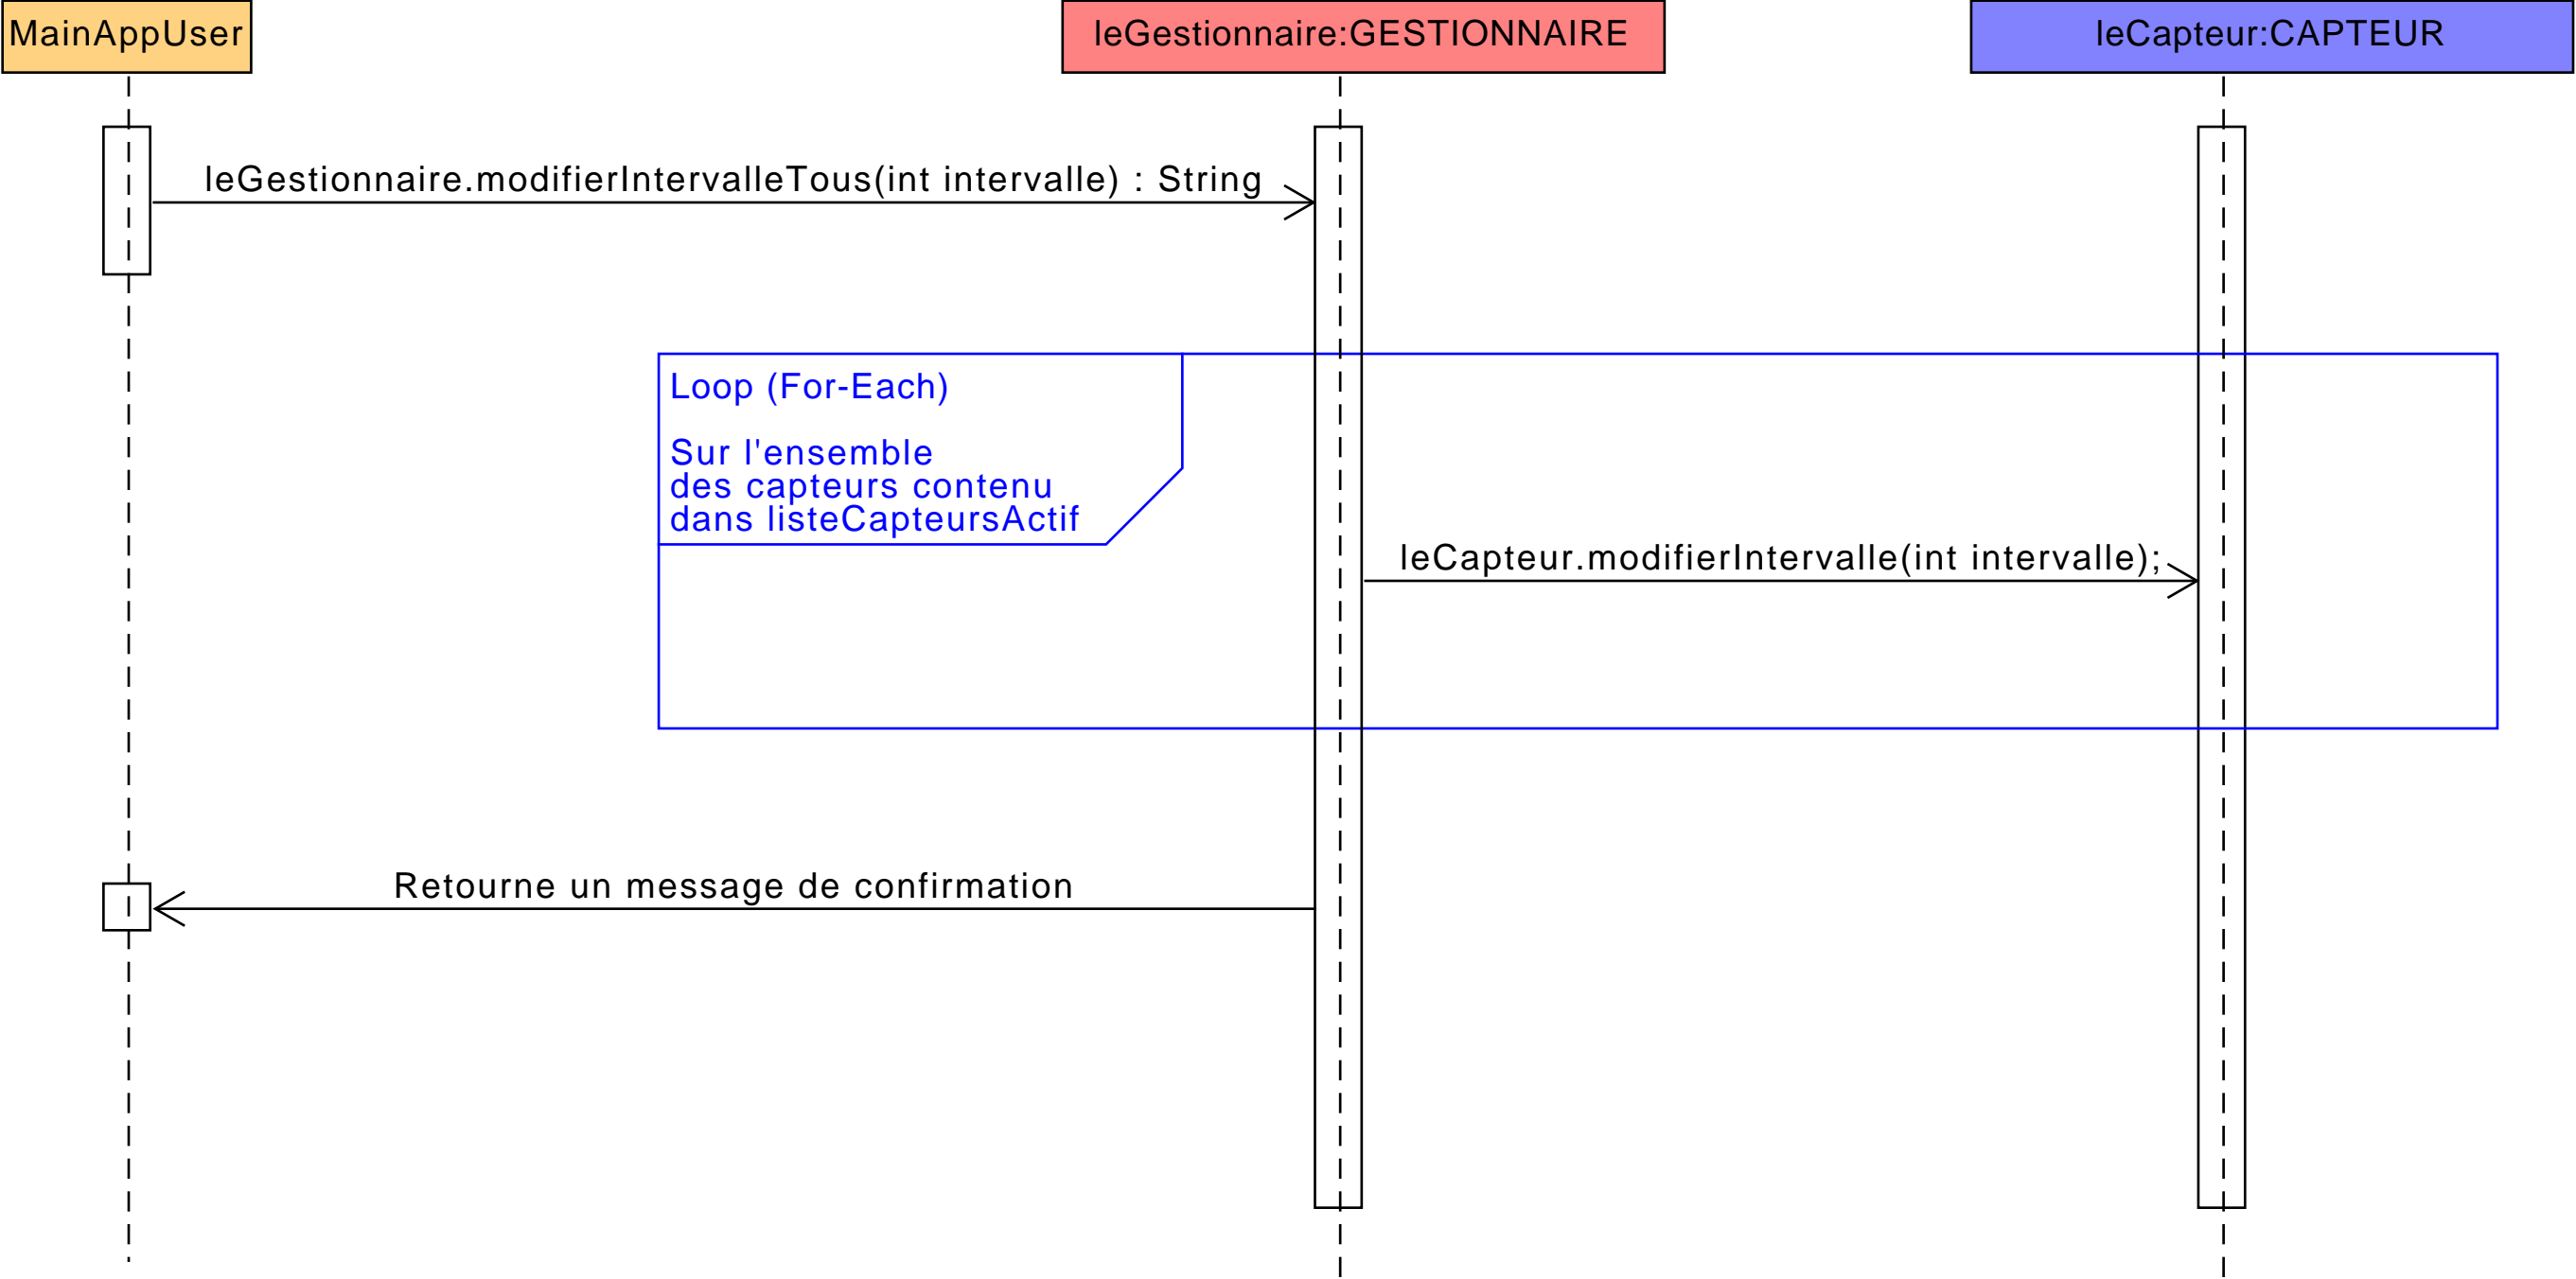 MainAppUser
leGestionnaire:GESTIONNAIRE
leCapteur:CAPTEUR
leGestionnaire.modifierIntervalleTous(int intervalle) : String
Loop (For-Each)
Sur l'ensemble
des capteurs contenu
dans listeCapteursActif
leCapteur.modifierIntervalle(int intervalle);
Retourne un message de confirmation